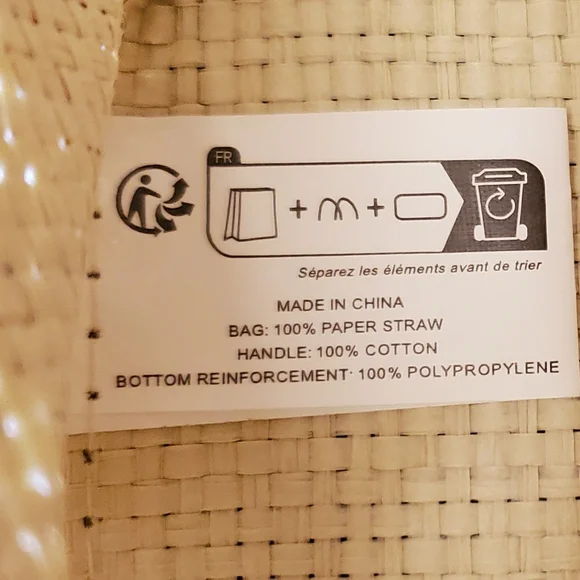 FR
Séparez les éléments avant de trier
MADE IN CHINA
BAG: 100% PAPER STRAW
HANDLE: 100% COTTON
BOTTOM REINFORCEMENT: 100% POLYPROPYLENE